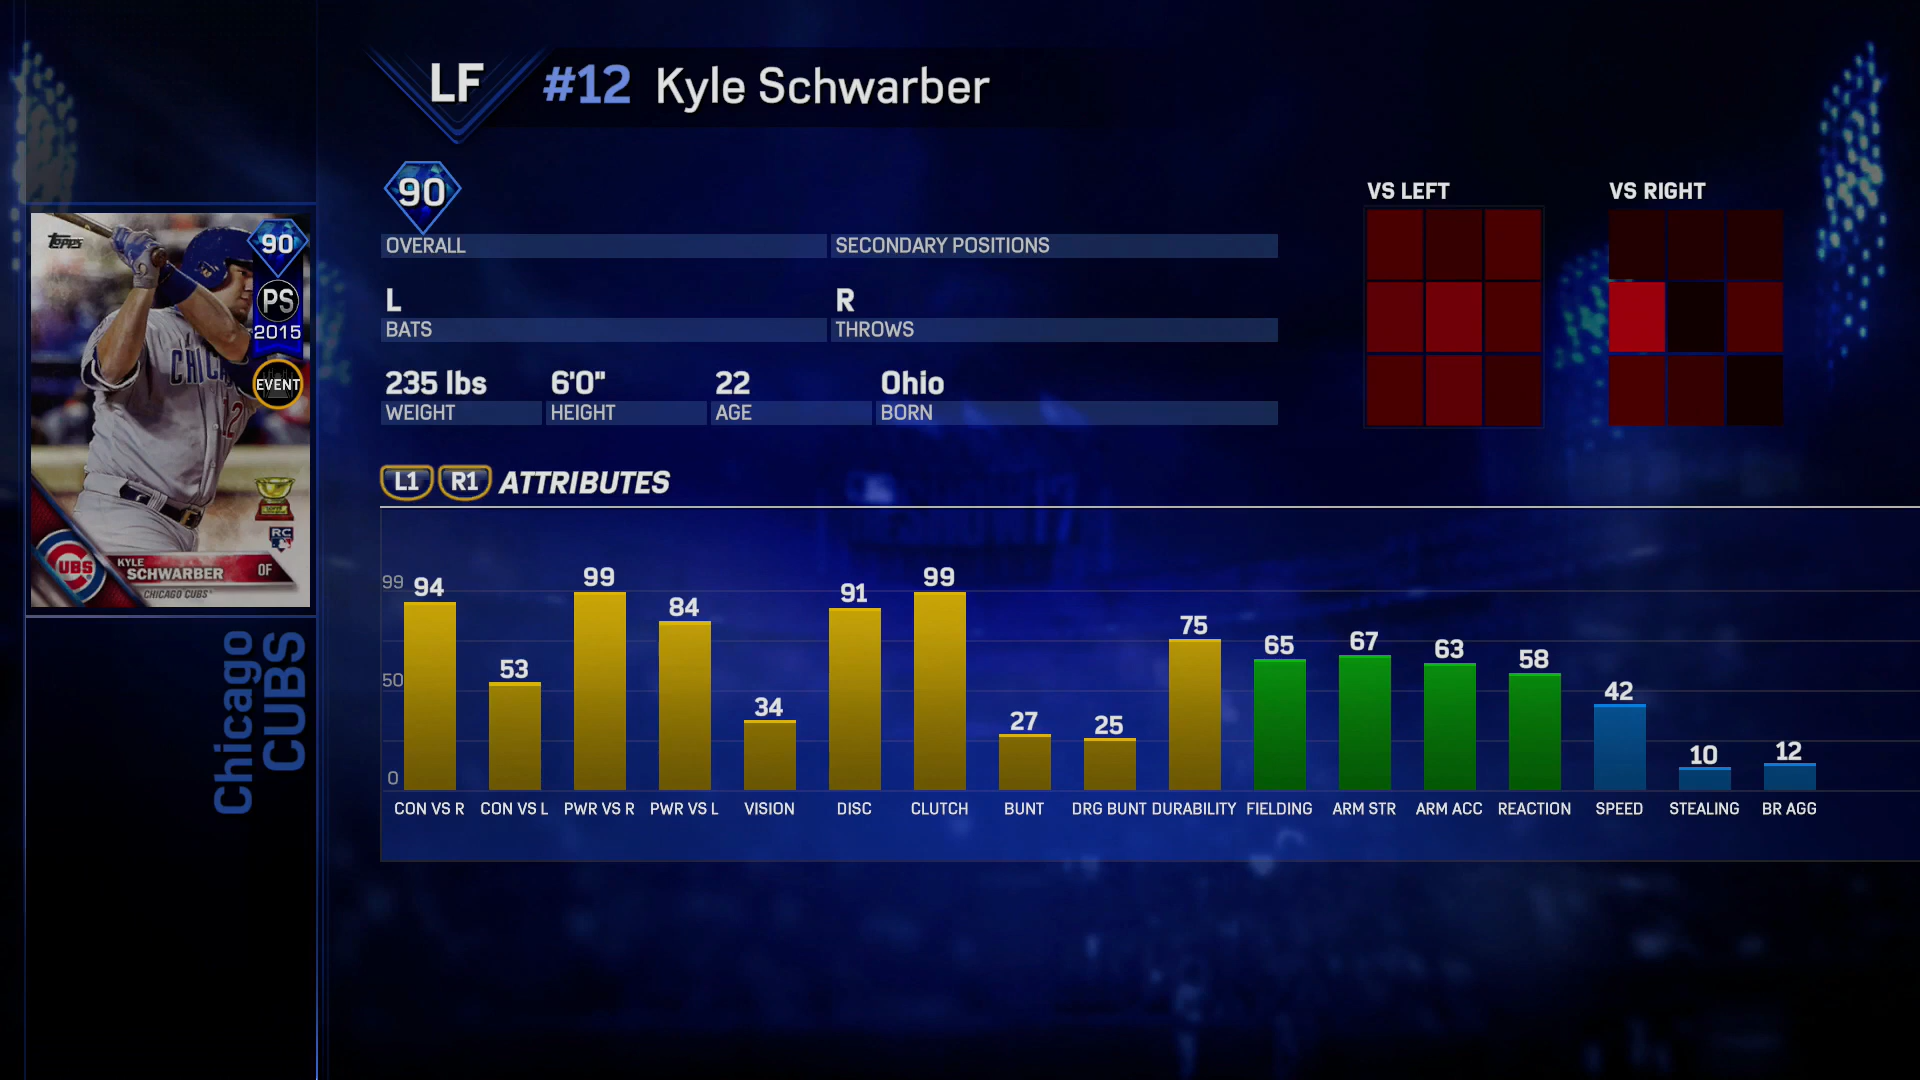 LF #12 Kyle Schwarber
90
OVERALL
SECONDARY POSITIONS
L
BATS
R
THROWS
235 lbs
WEIGHT
6'0"
HEIGHT
22
AGE
Ohio
BORN
VS LEFT
VS RIGHT
Topps
90
PS
2015
EVENT
RC
UBS
KYLE
SCHWARBER OF
CHICAGO CUBS
CHICA
12
Chicago
CUBS
L1 R1 ATTRIBUTES
99
50
0
94 53 99 84 34 91 99 27 25 75 65 67 63 58 42 10 12
CON VS R CON VS L PWR VS R PWR VS L VISION DISC CLUTCH BUNT DRG BUNT DURABILITY FIELDING ARM STR ARM ACC REACTION SPEED STEALING BR AGG